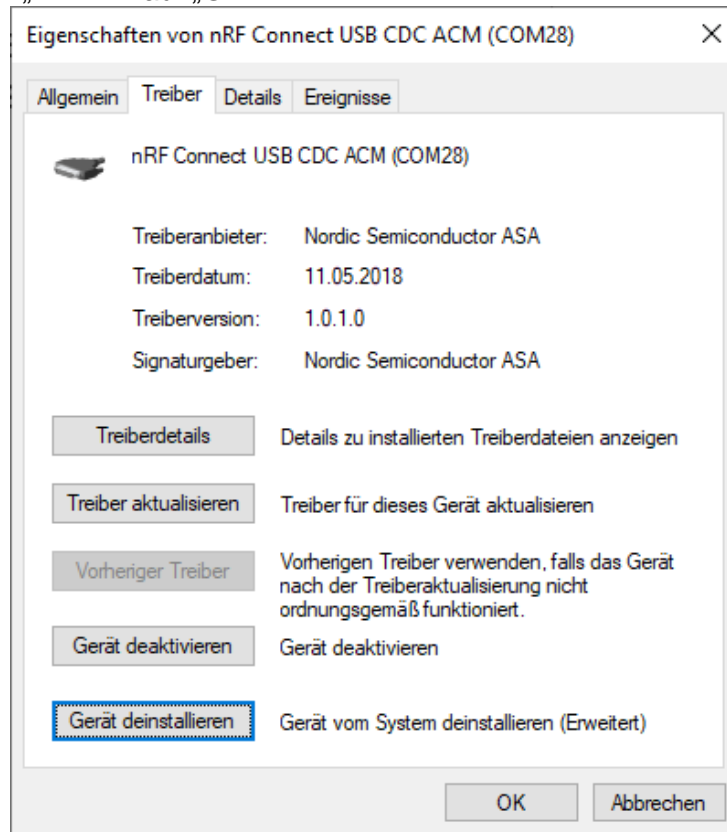 Eigenschaften von nRF Connect USB CDC ACM (COM28)
Allgemein Treiber Details Ereignisse
nRF Connect USB CDC ACM (COM28)
Treiberanbieter: Nordic Semiconductor ASA
Treiberdatum: 11.05.2018
Treiberversion: 1.0.1.0
Signaturgeber: Nordic Semiconductor ASA
Treiberdetails Details zu installierten Treiberdateien anzeigen
Treiber aktualisieren Treiber für dieses Gerät aktualisieren
Vorheriger Treiber Vorherigen Treiber verwenden, falls das Gerät
nach der Treiberaktualisierung nicht
ordnungsgemäß funktioniert.
Gerät deaktivieren Gerät deaktivieren
Gerät deinstallieren Gerät vom System deinstallieren (Erweitert)
OK Abbrechen